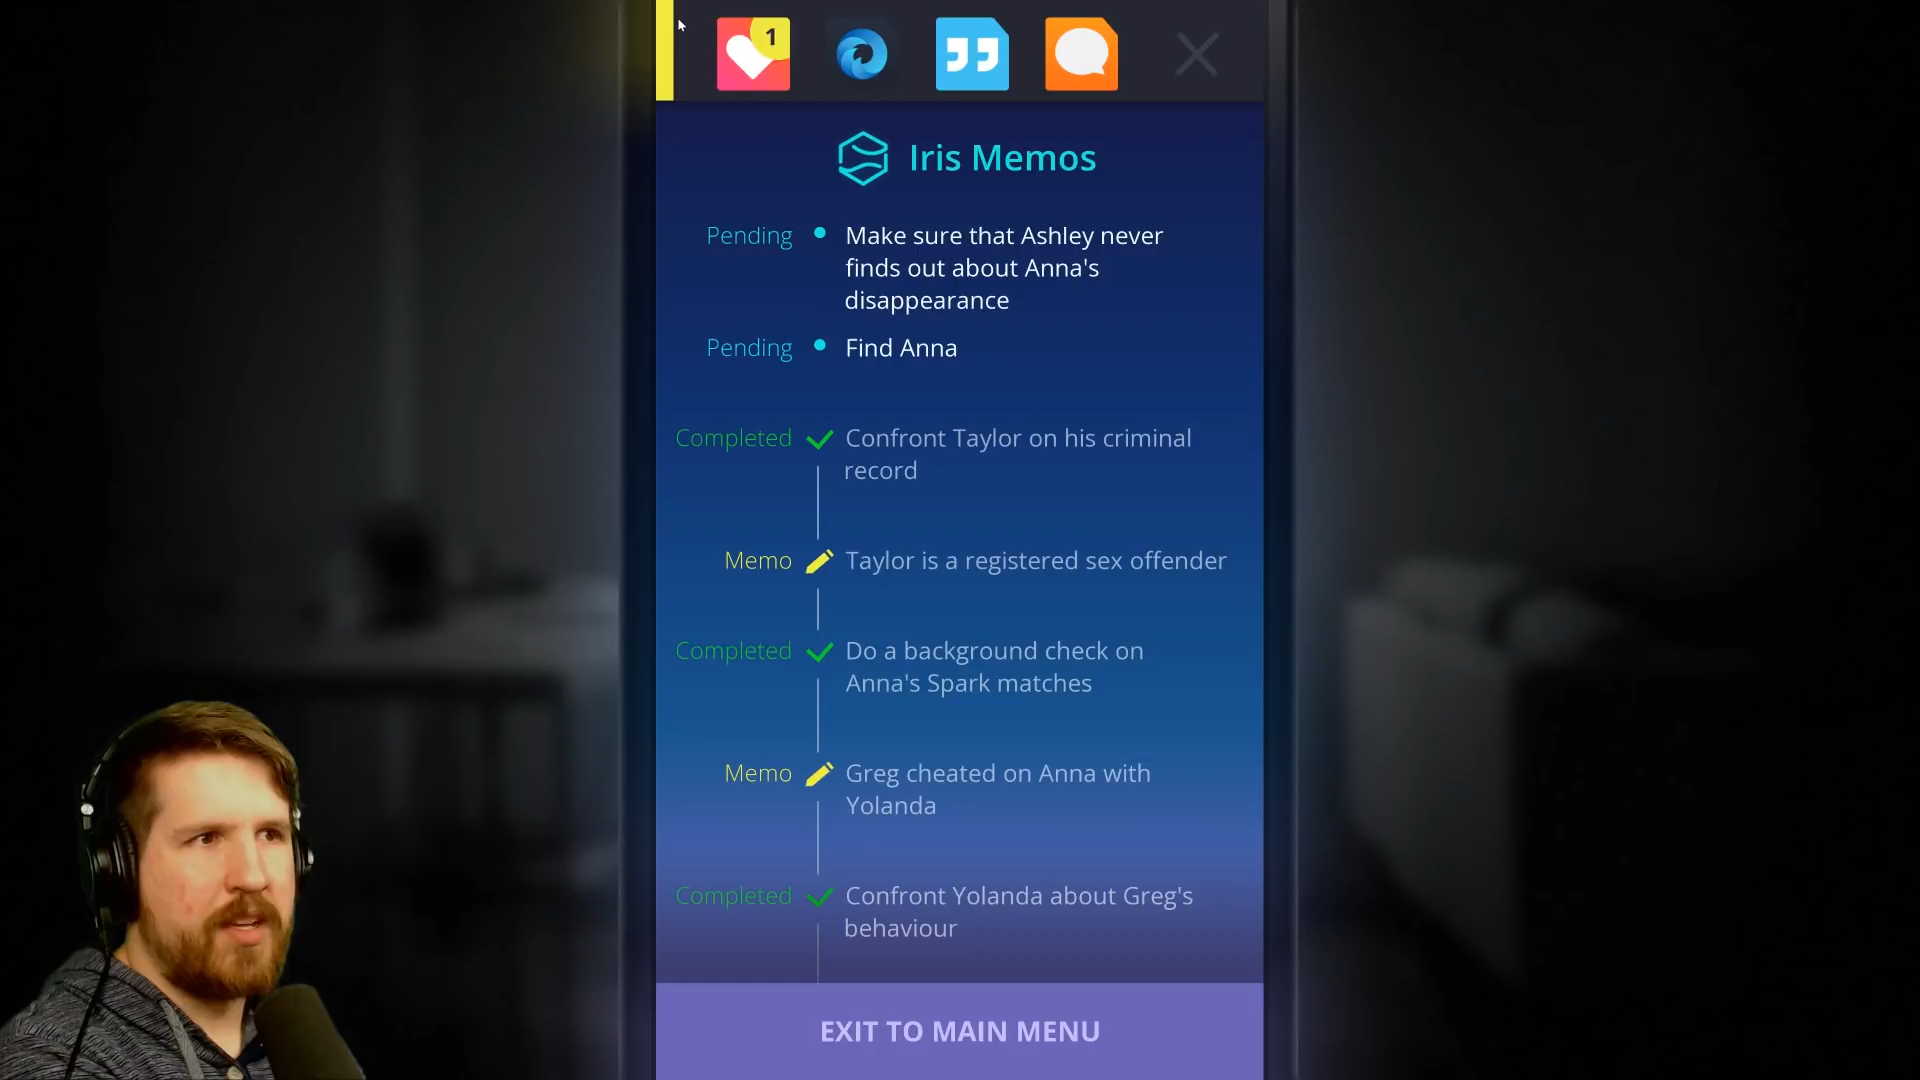 1
Iris Memos
Pending Make sure that Ashley never
finds out about Anna's
disappearance
Pending Find Anna
Completed Confront Taylor on his criminal
record
Memo Taylor is a registered sex offender
Completed Do a background check on
Anna's Spark matches
Memo Greg cheated on Anna with
Yolanda
Completed Confront Yolanda about Greg's
behaviour
EXIT TO MAIN MENU